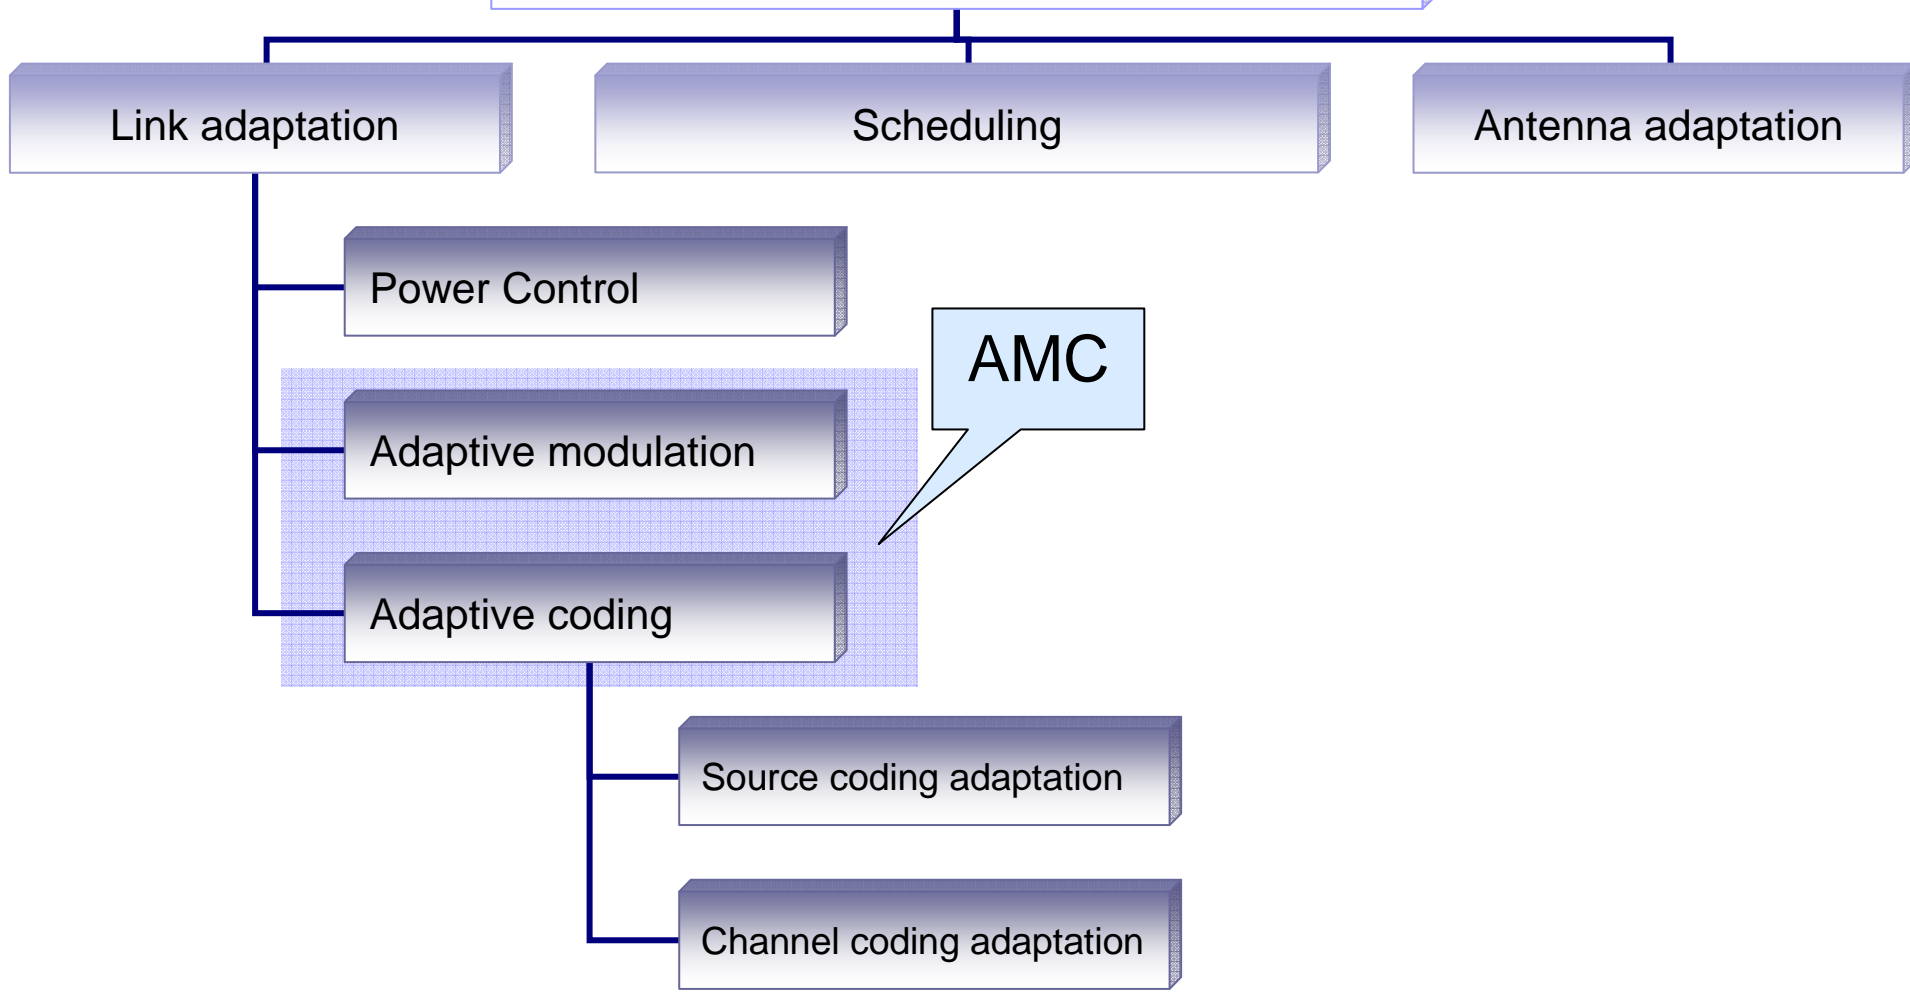 Link adaptation
Scheduling
Antenna adaptation
Power Control
AMC
Adaptive modulation
Adaptive coding
Source coding adaptation
Channel coding adaptation